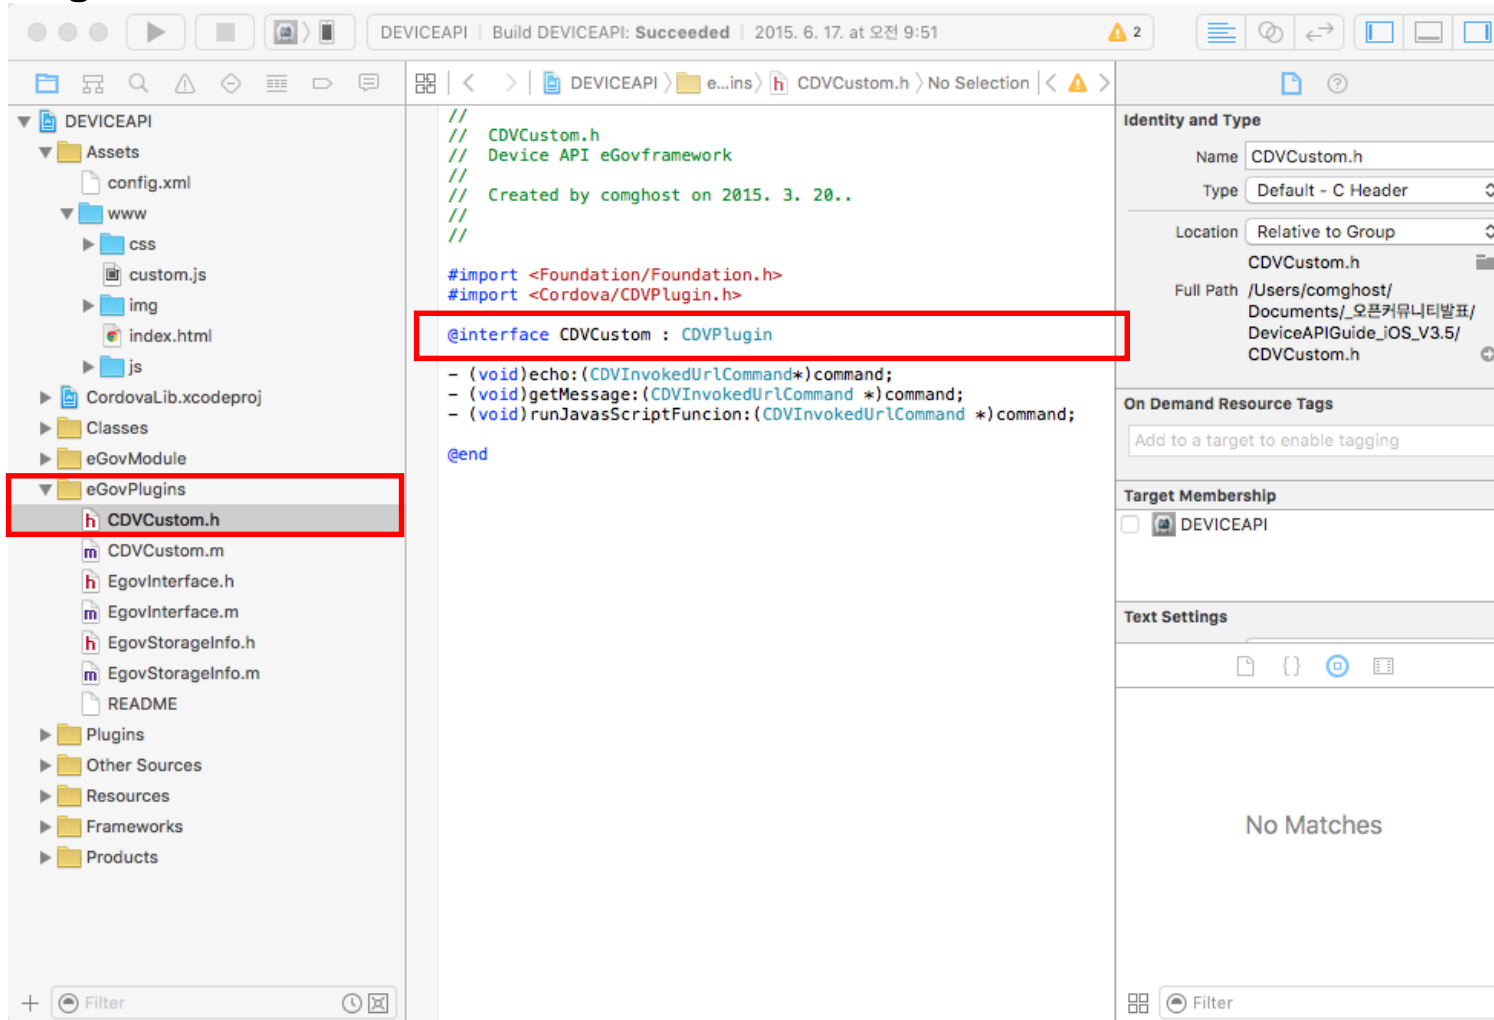 DEVICEAPI | Build DEVICEAPI: Succeeded | 2015. 6. 17. at 오전 9:51
2
DEVICEAPI
e...ins
CDVCustom.h
No Selection
DEVICEAPI
Assets
config.xml
www
css
custom.js
img
index.html
js
CordovaLib.xcodeproj
Classes
eGovModule
eGovPlugins
CDVCustom.h
CDVCustom.m
EgovInterface.h
EgovInterface.m
EgovStorageInfo.h
EgovStorageInfo.m
README
Plugins
Other Sources
Resources
Frameworks
Products
Filter
//
// CDVCustom.h
// Device API eGovframework
//
// Created by comghost on 2015. 3. 20..
//
//
#import <Foundation/Foundation.h>
#import <Cordova/CDVPlugin.h>
@interface CDVCustom : CDVPlugin
- (void)echo:(CDVInvokedUrlCommand*)command;
- (void)getMessage:(CDVInvokedUrlCommand *)command;
- (void)runJavasScriptFuncion:(CDVInvokedUrlCommand *)command;
@end
Identity and Type
Name CDVCustom.h
Type Default - C Header
Location Relative to Group
CDVCustom.h
Full Path /Users/comghost/
Documents/_오픈커뮤니티발표/
DeviceAPIGuide_iOS_V3.5/
CDVCustom.h
On Demand Resource Tags
Add to a target to enable tagging
Target Membership
DEVICEAPI
Text Settings
{}
No Matches
Filter